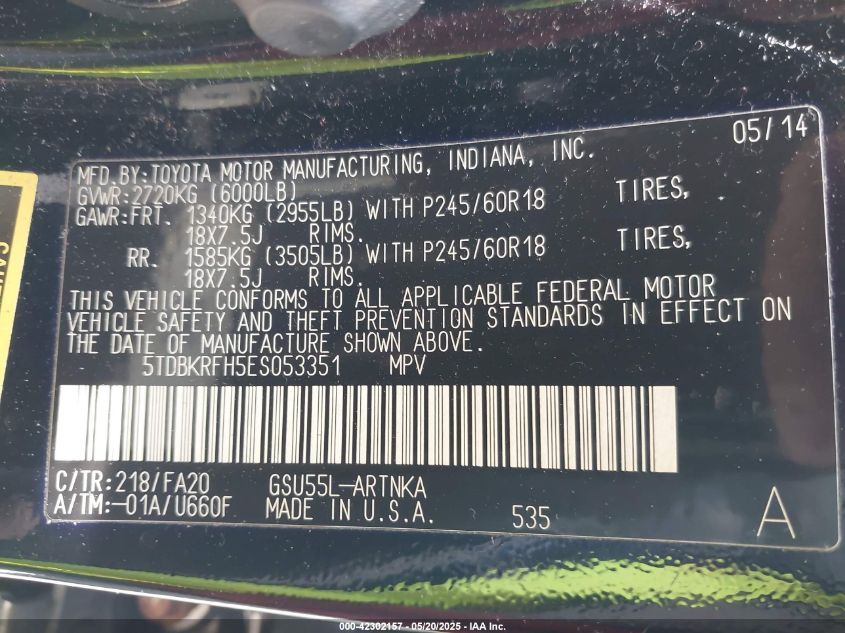 05/14
MFD.BY:TOYOTA MOTOR MANUFACTURING, INDIANA, INC.
GVWR:2720KG (6000LB)
GAWR:FRT. 1340KG (2955LB) WITH P245/60R18 TIRES,
18X7.5J RIMS.
RR. 1585KG (3505LB) WITH P245/60R18 TIRES,
18X7.5J RIMS.
THIS VEHICLE CONFORMS TO ALL APPLICABLE FEDERAL MOTOR
VEHICLE SAFETY AND THEFT PREVENTION STANDARDS IN EFFECT ON
THE DATE OF MANUFACTURE SHOWN ABOVE.
5TDBKRFH5ES053351 MPV
C/TR:218/FA20 GSU55L-ARTNKA
A/TM:-01A/U660F MADE IN U.S.A. 535 A
000-42302157 - 05/20/2025 - IAA Inc.